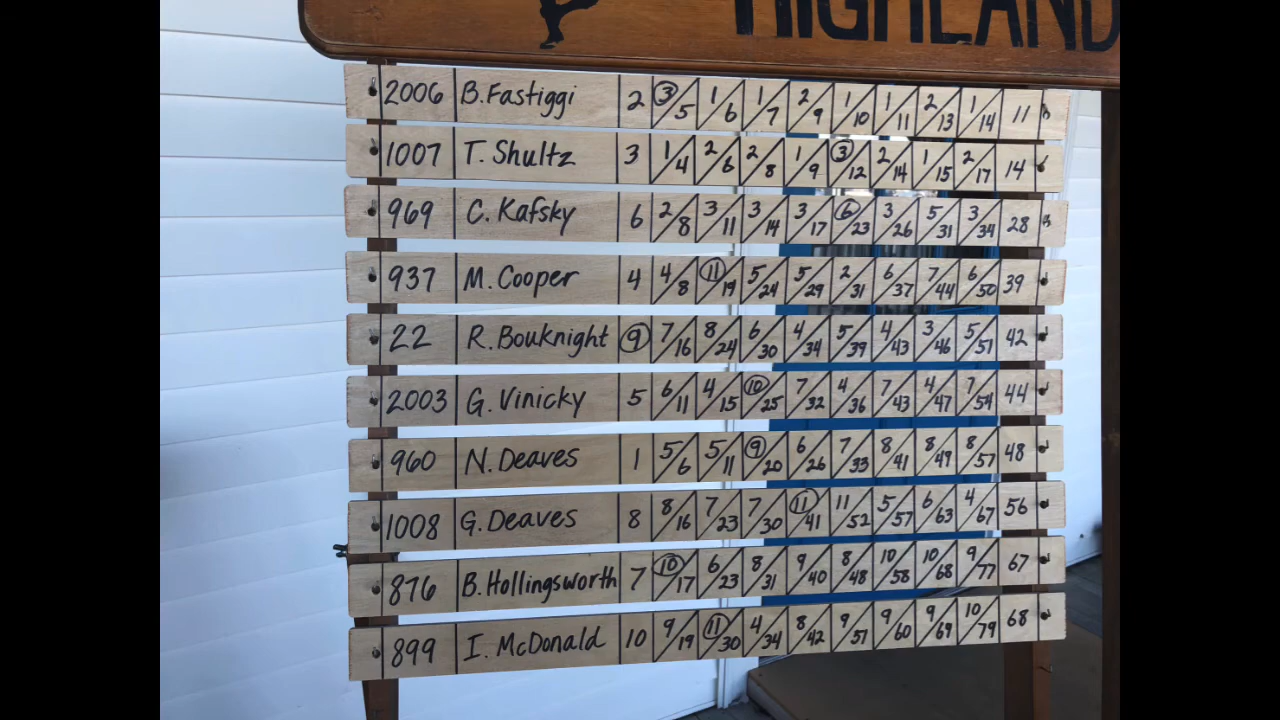 HIGHLAND
2006 B. Fastiggi 2 3/5 1/6 1/7 2/9 1/10 1/11 2/13 1/14 11
1007 T. Shultz 3 1/4 2/6 2/8 1/9 3/12 2/14 1/15 2/17 14
969 C. Kafsky 6 2/8 3/11 3/14 3/17 6/23 3/26 5/31 3/34 28
937 M. Cooper 4 4/8 11/19 5/24 5/29 2/31 6/37 7/44 6/50 39
22 R. Bouknight 9 7/16 8/24 6/30 4/34 5/39 4/43 3/46 5/51 42
2003 G. Vinicky 5 6/11 4/15 10/25 7/32 4/36 7/43 4/47 7/54 44
960 N. Deaves 1 5/6 5/11 9/20 6/26 7/33 8/41 8/49 8/57 48
1008 G. Deaves 8 8/16 7/23 7/30 11/41 11/52 5/57 6/63 4/67 56
876 B. Hollingsworth 7 10/17 6/23 8/31 9/40 8/48 10/58 10/68 9/77 67
899 I. McDonald 10 9/19 11/30 4/34 8/42 9/51 9/60 9/69 10/79 68